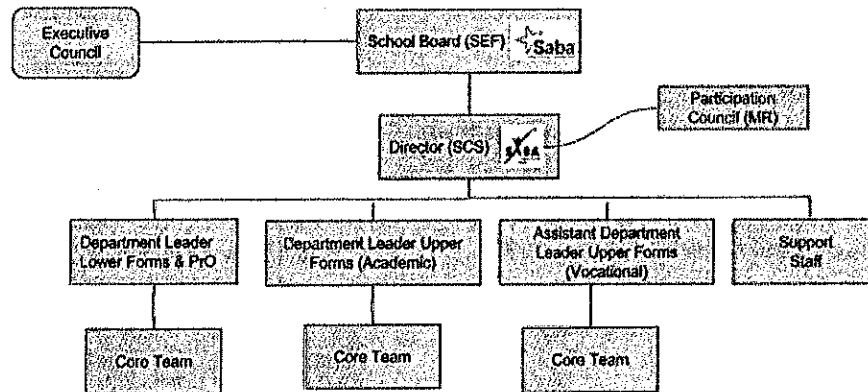 Executive
Council
School Board (SEF)
Saba
Participation
Council (MR)
Director (SCS)
SABA
Department Leader
Lower Forms & PrO
Department Leader Upper
Forms (Academic)
Assistant Department
Leader Upper Forms
(Vocational)
Support
Staff
Core Team
Core Team
Core Team